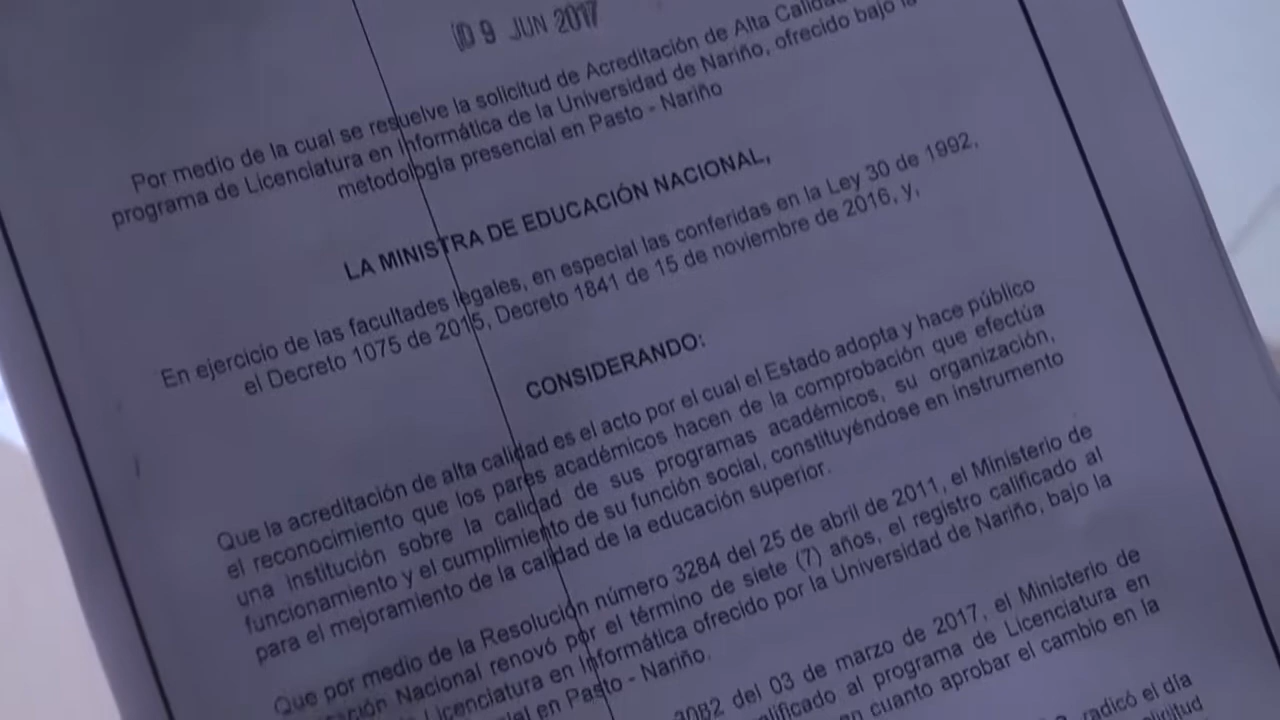 09 JUN 2017
Por medio de la cual se resuelve la solicitud de Acreditación de Alta
programa de Licenciatura en Informática de la Universidad de Nariño, ofrecido bajo la
metodología presencial en Pasto - Nariño
LA MINISTRA DE EDUCACIÓN NACIONAL,
En ejercicio de las facultades legales, en especial las conferidas en la Ley 30 de 1992,
el Decreto 1075 de 2015, Decreto 1841 de 15 de noviembre de 2016, y,
CONSIDERANDO:
Que la acreditación de alta calidad es el acto por el cual el Estado adopta y hace público
el reconocimiento que los pares académicos hacen de la comprobación que efectúa
una institución sobre la calidad de sus programas académicos, su organización,
funcionamiento y el cumplimiento de su función social, constituyéndose en instrumento
para el mejoramiento de la calidad de la educación superior.
Que por medio de la Resolución número 3284 del 25 de abril de 2011, el Ministerio de
Nacional renovó por el término de siete (7) años, el registro calificado al
Licenciatura en Informática ofrecido por la Universidad de Nariño, bajo la
en Pasto - Nariño.
del 03 de marzo de 2017, el Ministerio de
al programa de Licenciatura en
en cuanto aprobar el cambio en la
el día